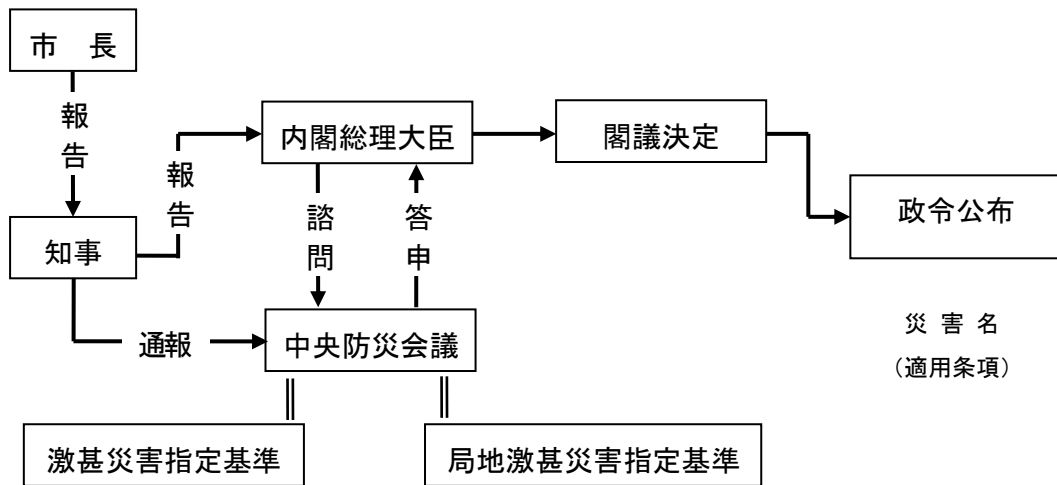 市　長
報告
内閣総理大臣
閣議決定
報告
政令公布
知事
諮問
答申
通報
中央防災会議
災 害 名
（適用条項）
激甚災害指定基準
局地激甚災害指定基準